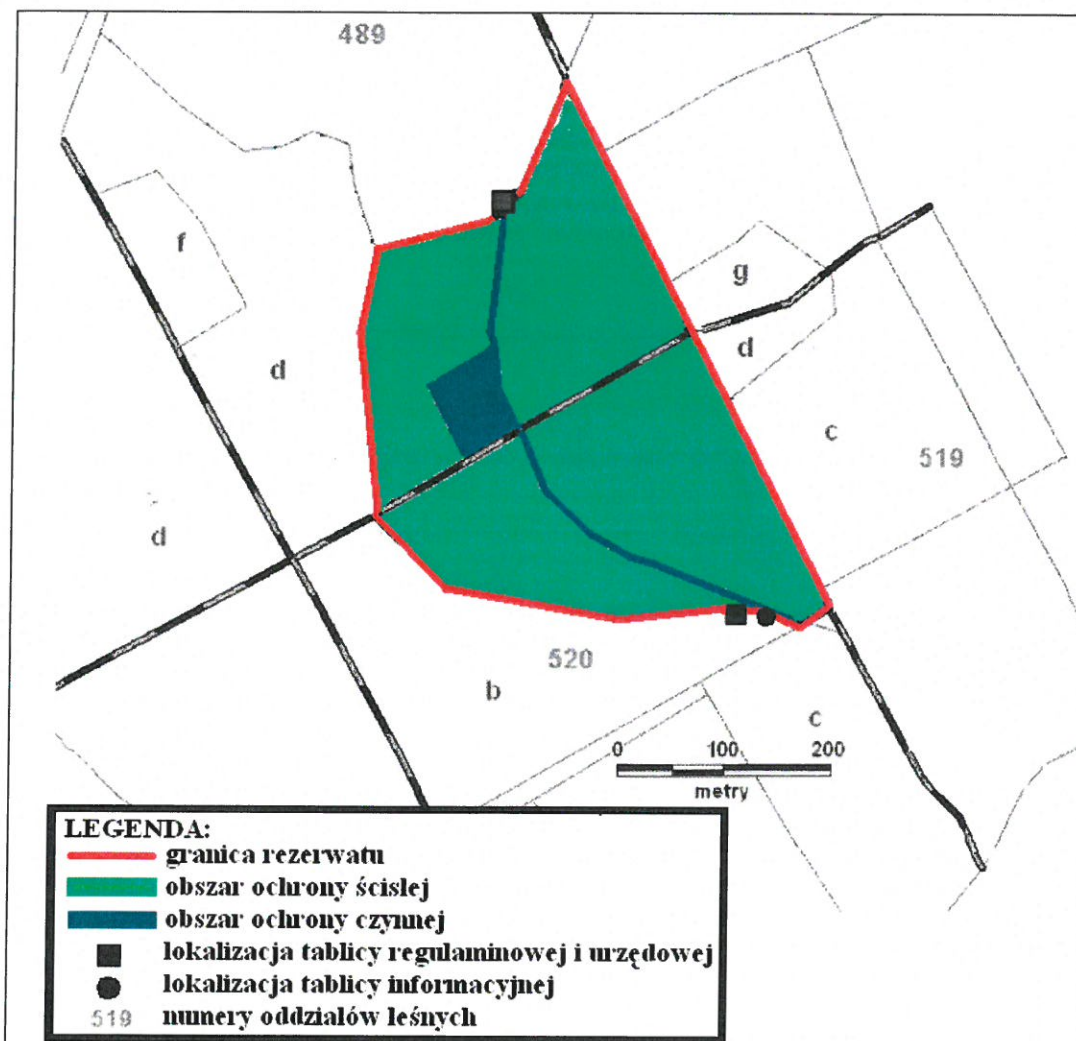 489
f
g
d
d
c
519
d
520
b
c
0 100 200
metry
LEGENDA:
granica rezerwatu
obszar ochrony ścisłej
obszar ochrony czynnej
lokalizacja tablicy regulaminowej i urzędowej
lokalizacja tablicy informacyjnej
519 numery oddziałów leśnych